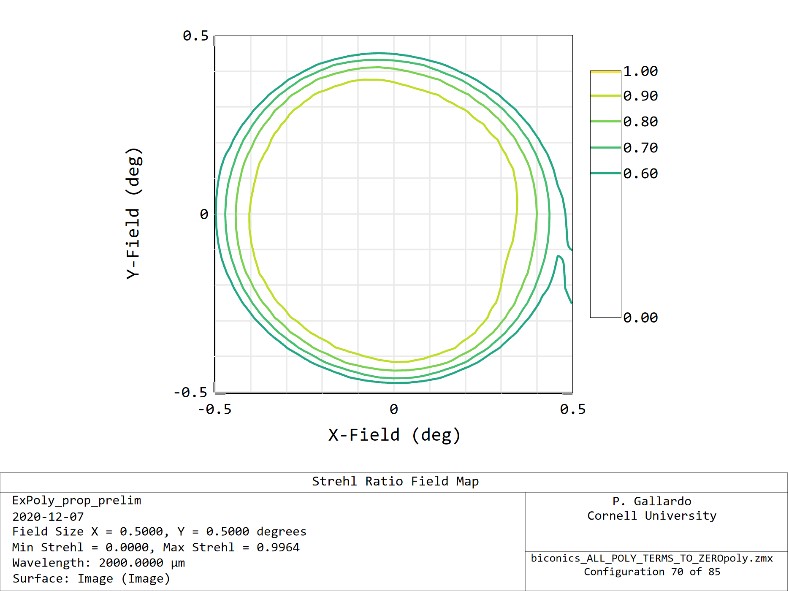 0.5
1.00
0.90
0.80
0.70
0.60
Y-Field (deg)
0
0.00
-0.5
-0.5
0
0.5
X-Field (deg)
Strehl Ratio Field Map
ExPoly_prop_prelim
2020-12-07
Field Size X = 0.5000, Y = 0.5000 degrees
Min Strehl = 0.0000, Max Strehl = 0.9964
Wavelength: 2000.0000 µm
Surface: Image (Image)
P. Gallardo
Cornell University
biconics_ALL_POLY_TERMS_TO_ZEROpoly.zmx
Configuration 70 of 85